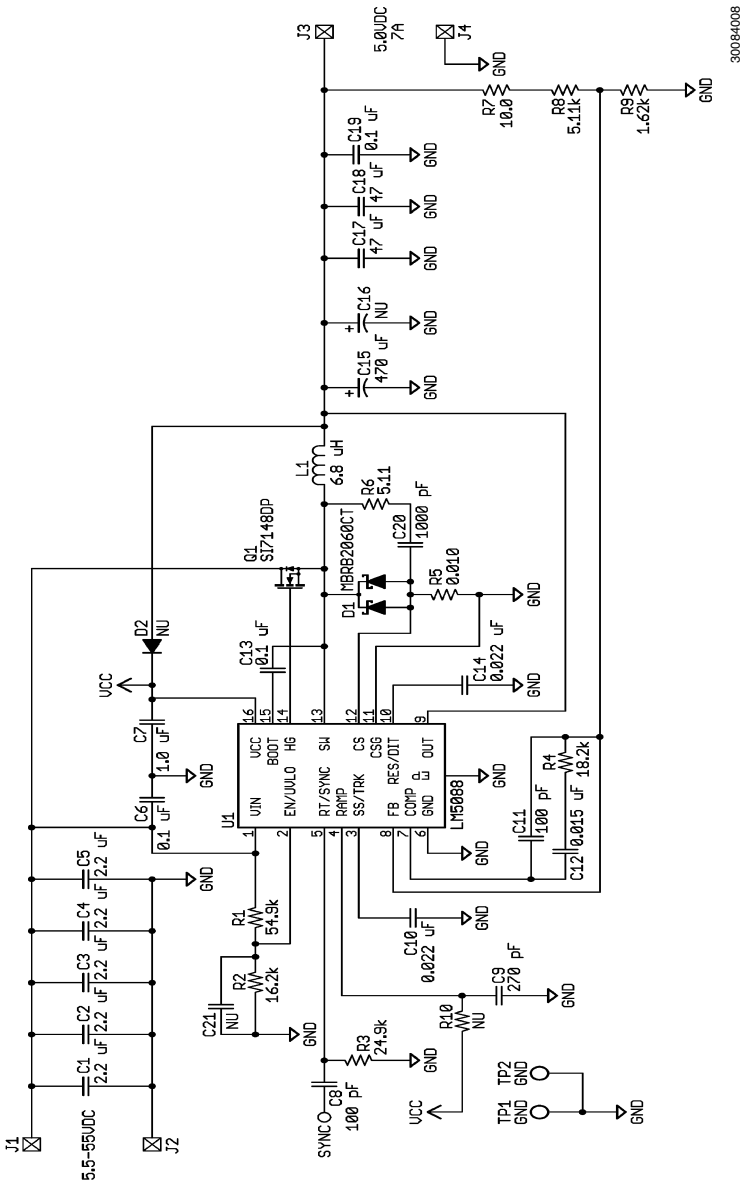 J1
5.5-55VDC
J2
C1
2.2 uF
C2
2.2 uF
C3
2.2 uF
C4
2.2 uF
C5
2.2 uF
GND
C6
0.1 uF
C7
1.0 uF
GND
VCC
D2
NU
Q1
SI7148DP
J3
5.0VDC
7A
J4
GND
SYNC
C8
100 pF
R3
24.9k
GND
C21
NU
R2
16.2k
GND
R1
54.9k
U1
LM5088
1
VIN
2
EN/UVLO
5
RT/SYNC
4
RAMP
3
SS/TRK
8
FB
7
COMP
6
GND
E P
GND
16
VCC
15
BOOT
14
HG
13
SW
12
CS
11
CSG
10
RES/DIT
9
OUT
GND
C13
0.1 uF
L1
6.8 uH
D1
MBRB2060CT
R6
5.11
C20
1000 pF
R5
0.010
GND
C14
0.022 uF
GND
C15
470 uF
GND
C16
NU
GND
C17
47 uF
GND
C18
47 uF
GND
C19
0.1 uF
GND
R7
10.0
R8
5.11k
R9
1.62k
GND
VCC
R10
NU
C9
270 pF
GND
C10
0.022 uF
GND
C11
100 pF
C12
0.015 uF
R4
18.2k
TP1
GND
TP2
GND
GND
30084008